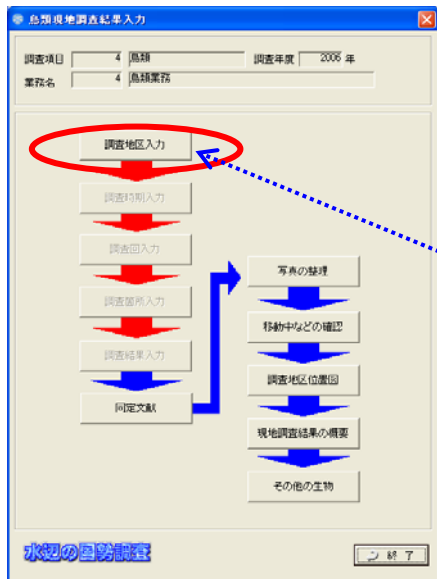 鳥類現地調査結果入力
調査項目 4 鳥類 調査年度 2006 年
業務名 4 鳥類業務
調査地区入力
調査時期入力
調査回入力
調査箇所入力
調査結果入力
同定文献
写真の整理
移動中などの確認
調査地区位置図
現地調査結果の概要
その他の生物
水辺の国勢調査
終了